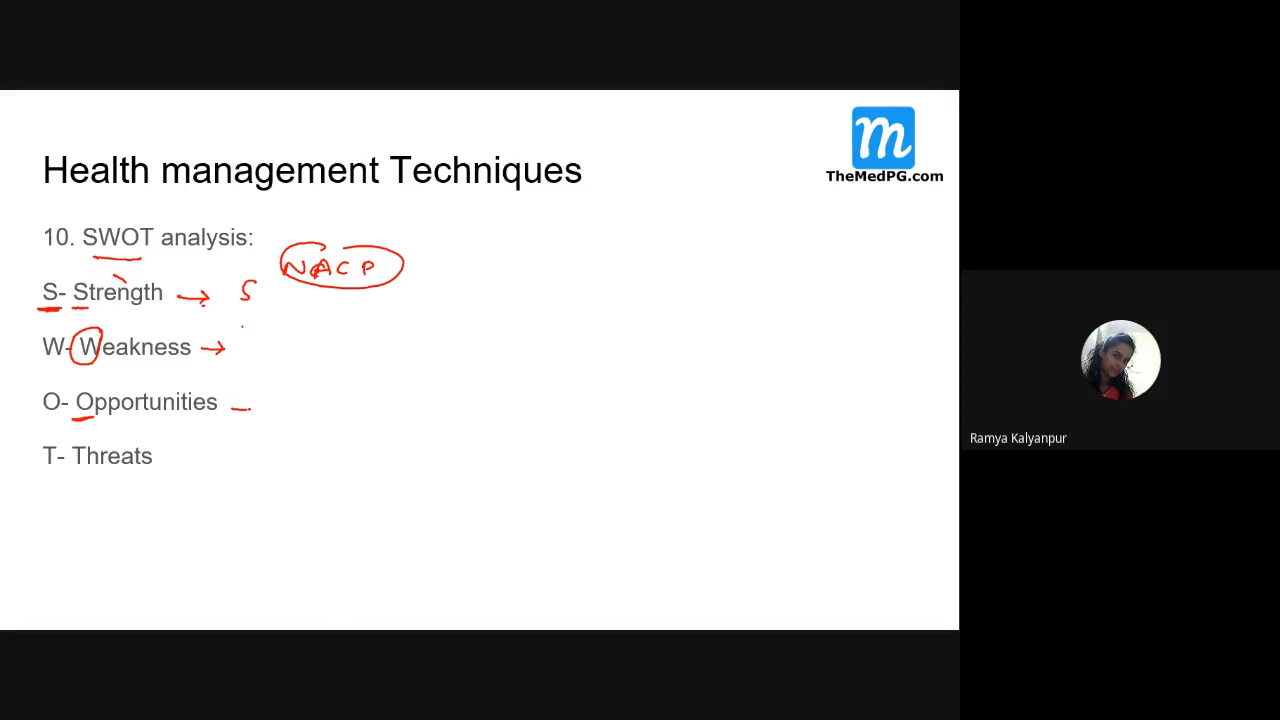 m
TheMedPG.com
Health management Techniques
10. SWOT analysis:
NACP
S- Strength → S
W- Weakness →
O- Opportunities –
T- Threats
Ramya Kalyanpur